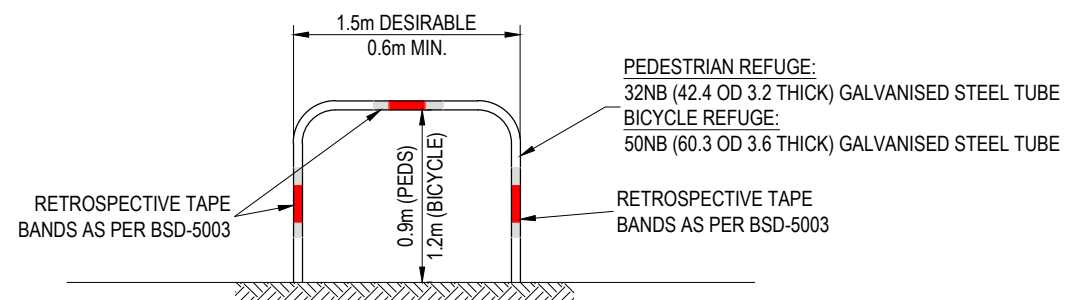 1.5m DESIRABLE
0.6m MIN.
PEDESTRIAN REFUGE:
32NB (42.4 OD 3.2 THICK) GALVANISED STEEL TUBE
BICYCLE REFUGE:
50NB (60.3 OD 3.6 THICK) GALVANISED STEEL TUBE
0.9m (PEDS)
1.2m (BICYCLE)
RETROSPECTIVE TAPE
BANDS AS PER BSD-5003
RETROSPECTIVE TAPE
BANDS AS PER BSD-5003